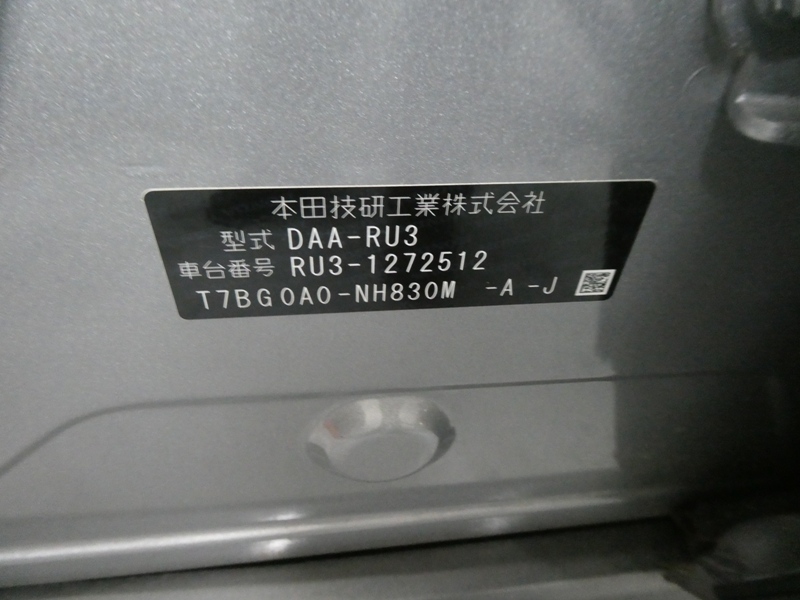 本田技研工業株式会社
型式 DAA-RU3
車台番号 RU3-1272512
T7BG0A0-NH830M -A -J